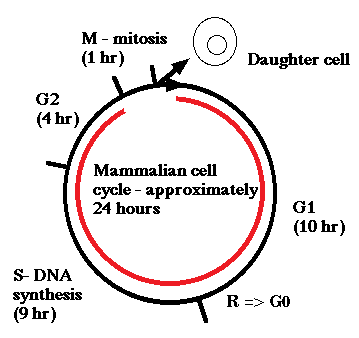 M - mitosis
(1 hr)
Daughter cell
G2
(4 hr)
Mammalian cell
cycle - approximately
24 hours
G1
(10 hr)
S- DNA
synthesis
(9 hr)
R => G0